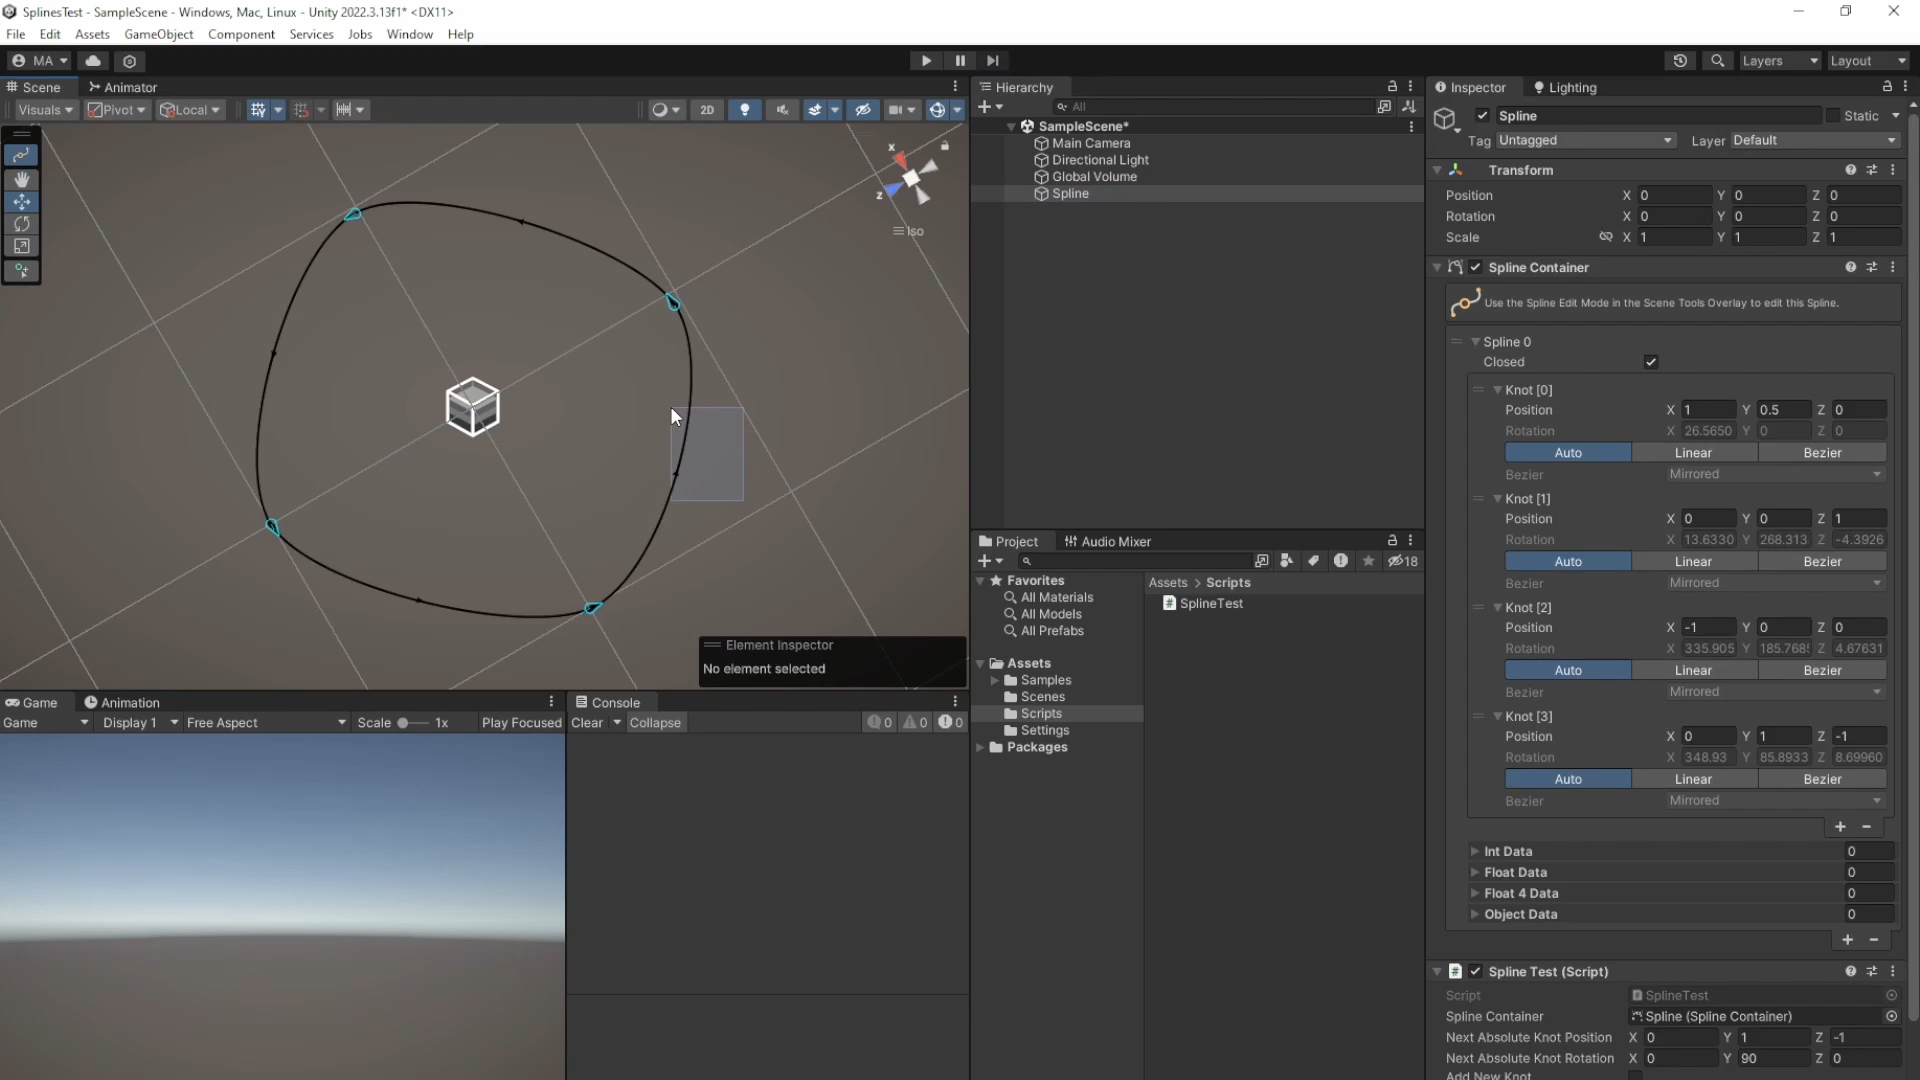 SplinesTest - SampleScene - Windows, Mac, Linux - Unity 2022.3.13f1* <DX11>
File Edit Assets GameObject Component Services Jobs Window Help
MA
Layers Layout
Scene Animator
Visuals Pivot Local 2D
x
z
Iso
Element Inspector
No element selected
Game Animation
Game Display 1 Free Aspect Scale 1x Play Focused
Console
Clear Collapse 0 0 0
Hierarchy
All
SampleScene*
Main Camera
Directional Light
Global Volume
Spline
Project Audio Mixer
18
Favorites
All Materials
All Models
All Prefabs
Assets
Samples
Scenes
Scripts
Settings
Packages
Assets > Scripts
SplineTest
Inspector Lighting
Spline Static
Tag Untagged Layer Default
Transform
Position X 0 Y 0 Z 0
Rotation X 0 Y 0 Z 0
Scale X 1 Y 1 Z 1
Spline Container
Use the Spline Edit Mode in the Scene Tools Overlay to edit this Spline.
Spline 0
Closed
Knot [0]
Position X 1 Y 0.5 Z 0
Rotation X 26.5650 Y 0 Z 0
Auto Linear Bezier
Bezier Mirrored
Knot [1]
Position X 0 Y 0 Z 1
Rotation X 13.6330 Y 268.313 Z -4.3926
Auto Linear Bezier
Bezier Mirrored
Knot [2]
Position X -1 Y 0 Z 0
Rotation X 335.905 Y 185.768 Z 4.67631
Auto Linear Bezier
Bezier Mirrored
Knot [3]
Position X 0 Y 1 Z -1
Rotation X 348.93 Y 85.8933 Z 8.69960
Auto Linear Bezier
Bezier Mirrored
+ -
Int Data 0
Float Data 0
Float 4 Data 0
Object Data 0
+ -
Spline Test (Script)
Script SplineTest
Spline Container Spline (Spline Container)
Next Absolute Knot Position X 0 Y 1 Z -1
Next Absolute Knot Rotation X 0 Y 90 Z 0
Add New Knot